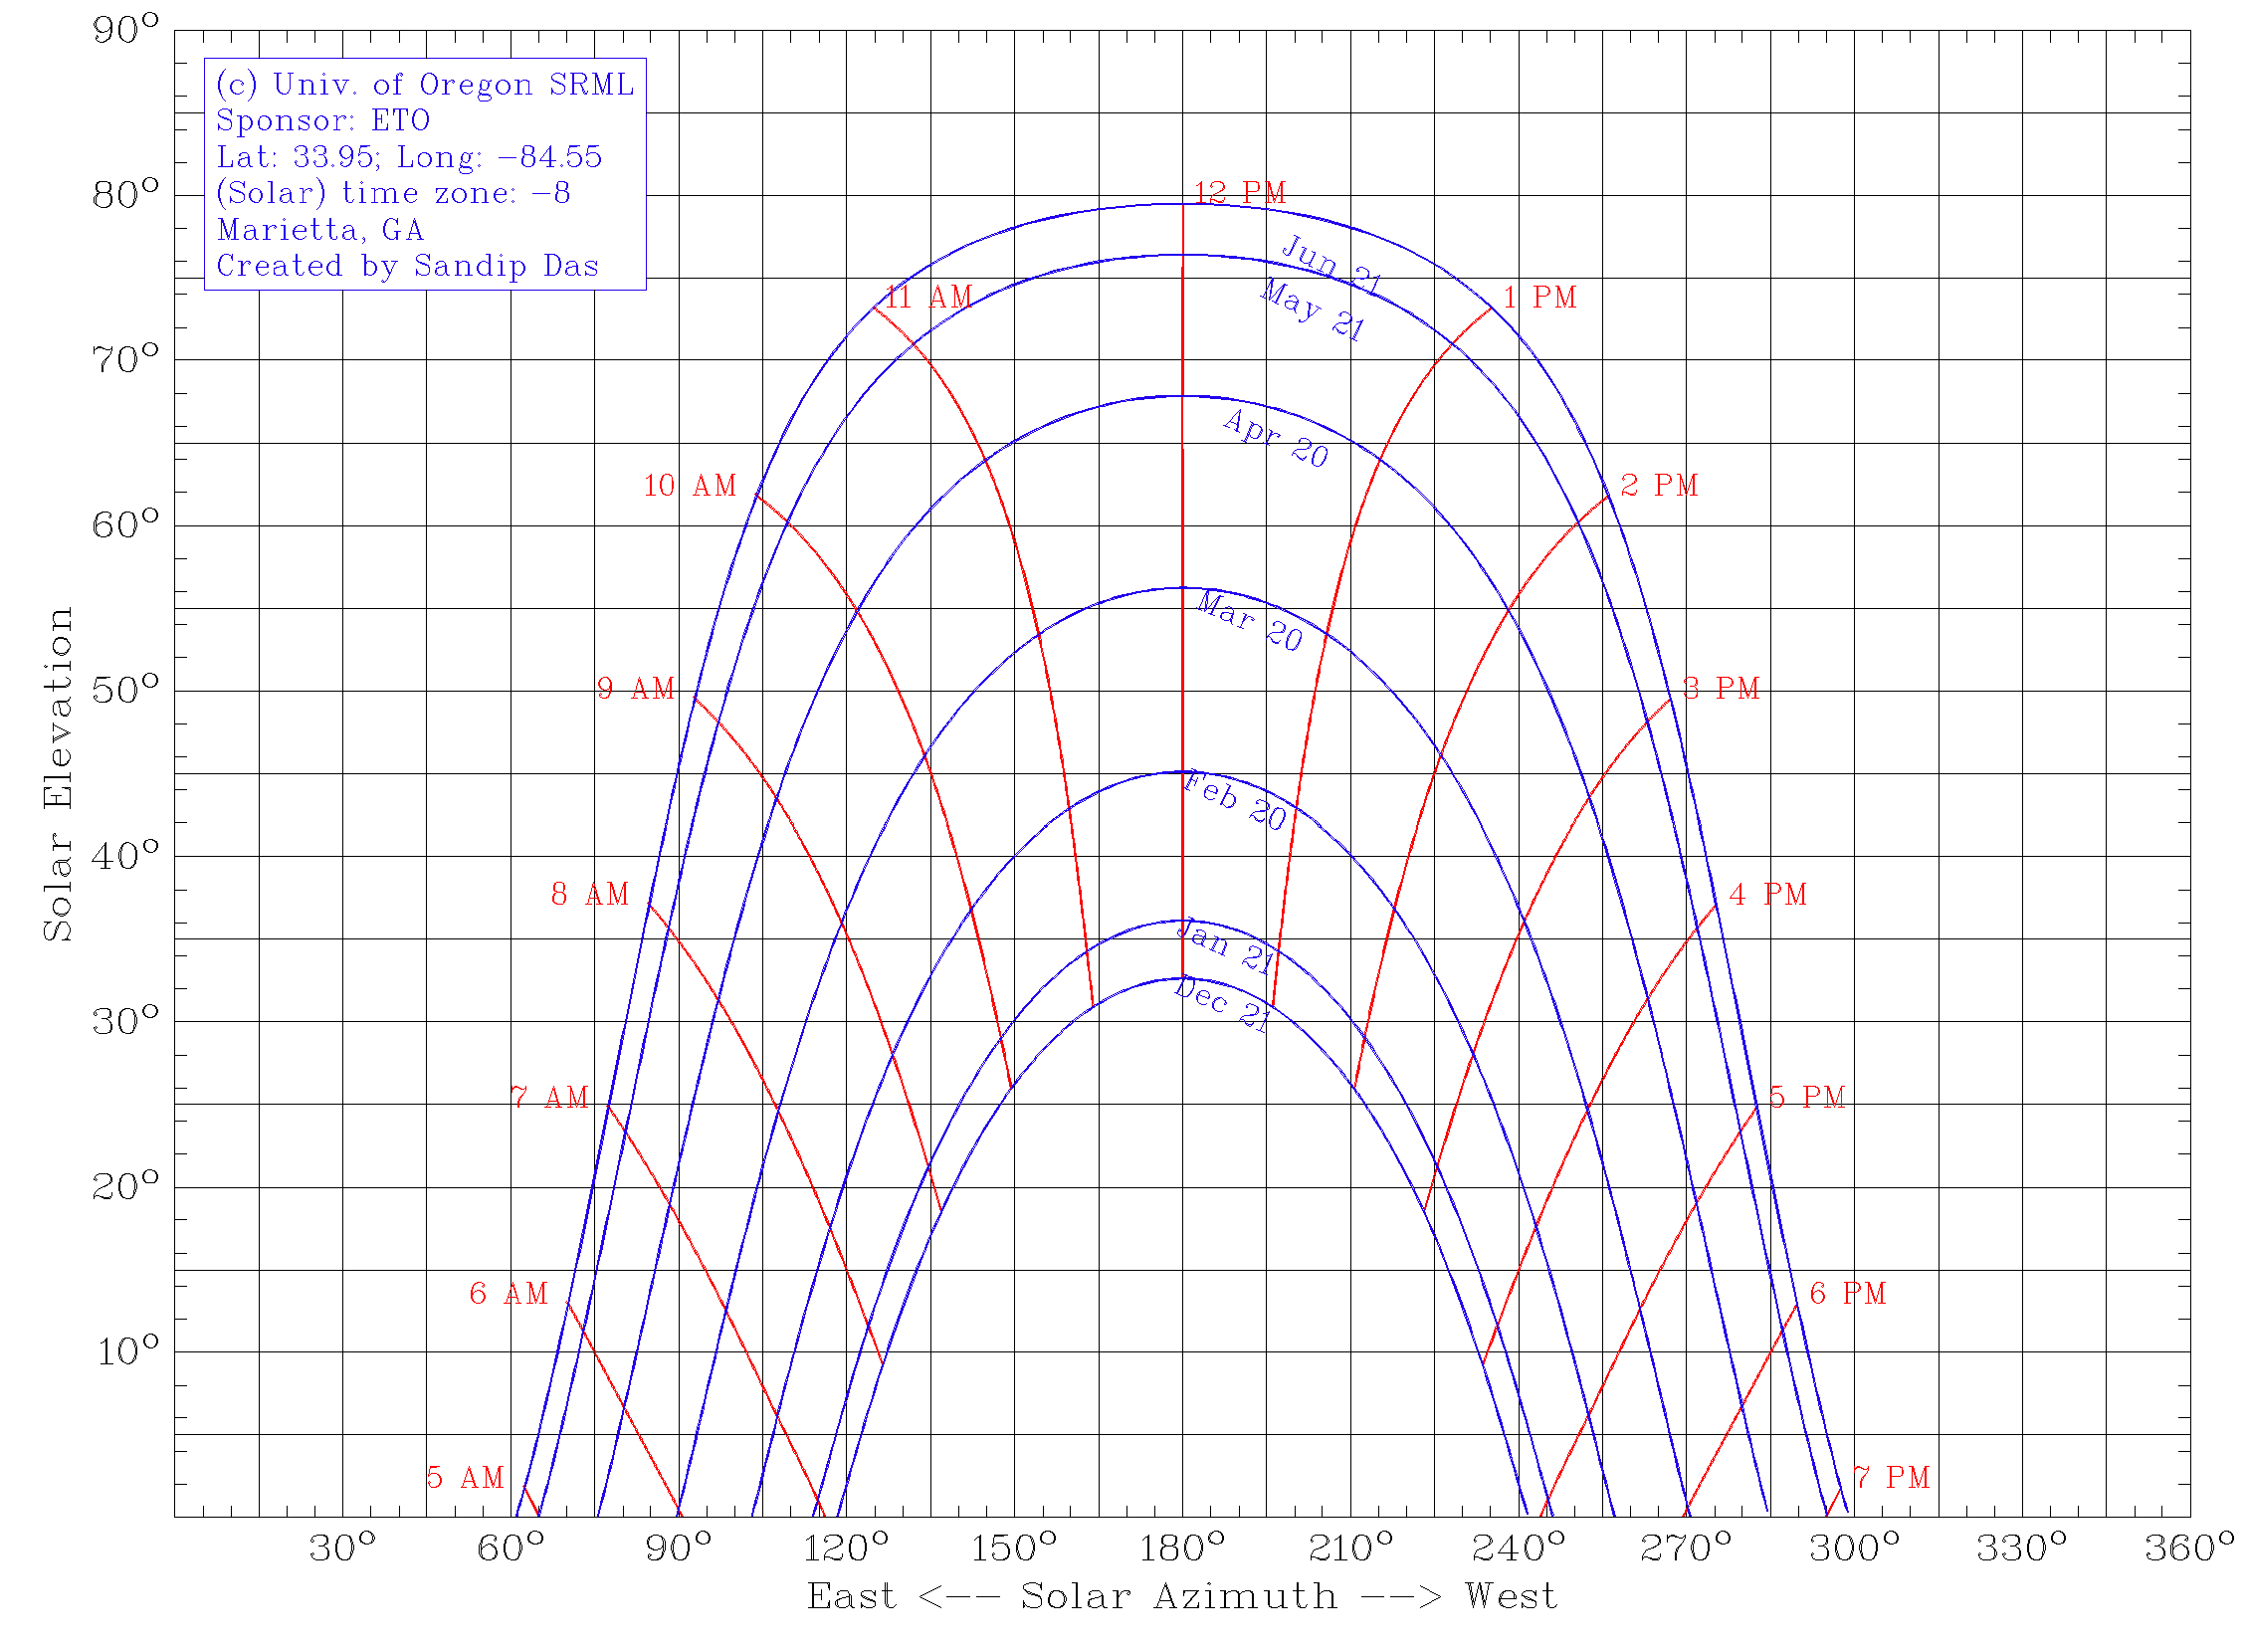 90°
(c) Univ. of Oregon SRML
Sponsor: ETO
Lat: 33.95; Long: -84.55
(Solar) time zone: -8
Marietta, GA
Created by Sandip Das
80°
12 PM
Jun 21
May 21
11 AM
1 PM
70°
Apr 20
10 AM
2 PM
60°
Mar 20
9 AM
3 PM
50°
Solar Elevation
Feb 20
40°
8 AM
4 PM
Jan 21
Dec 21
30°
7 AM
5 PM
20°
6 AM
6 PM
10°
5 AM
7 PM
30° 60° 90° 120° 150° 180° 210° 240° 270° 300° 330° 360°
East <-- Solar Azimuth --> West